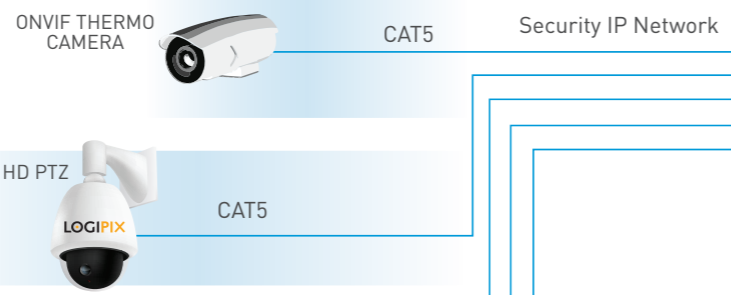 ONVIF THERMO
CAMERA
CAT5
Security IP Network
HD PTZ
LOGIPIX
CAT5